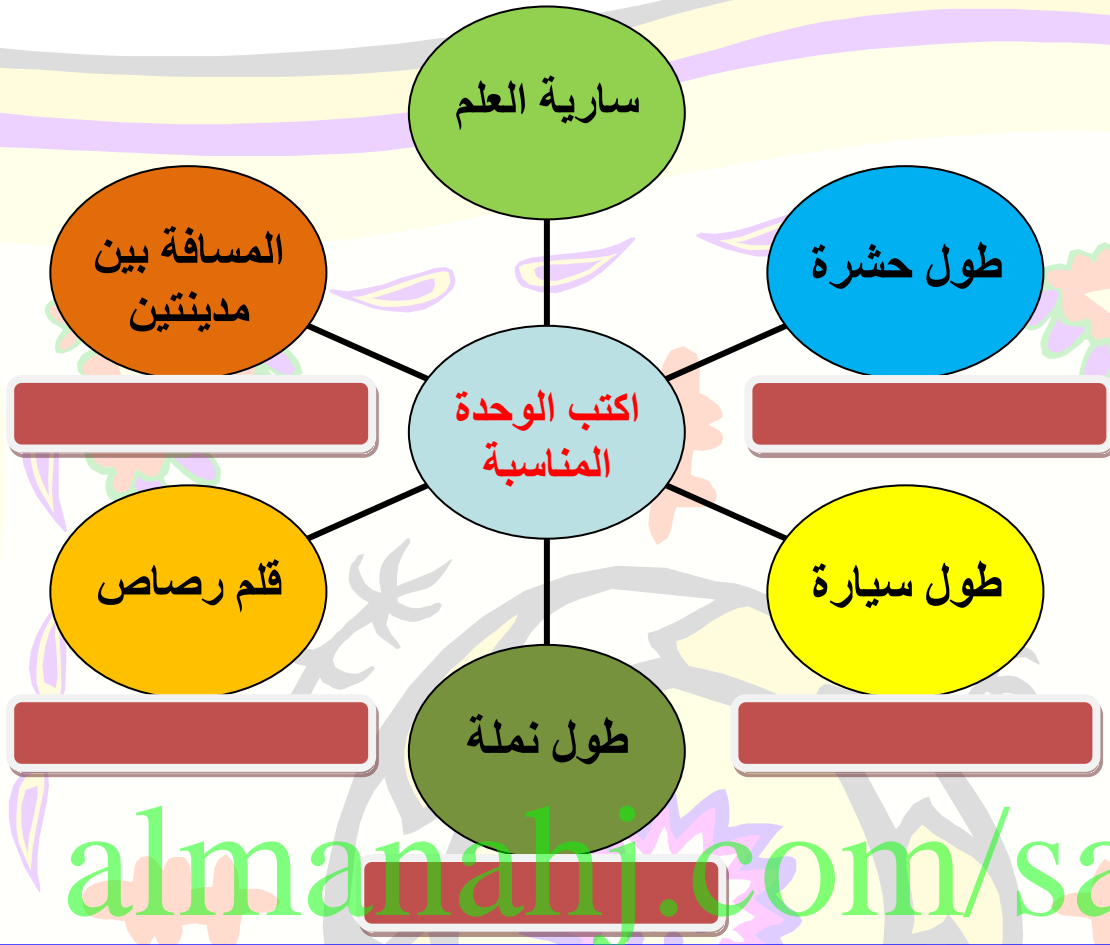 سارية العلم
طول حشرة
المسافة بين
مدينتين
اكتب الوحدة
المناسبة
طول سيارة
قلم رصاص
طول نملة
almanahj.com/sa